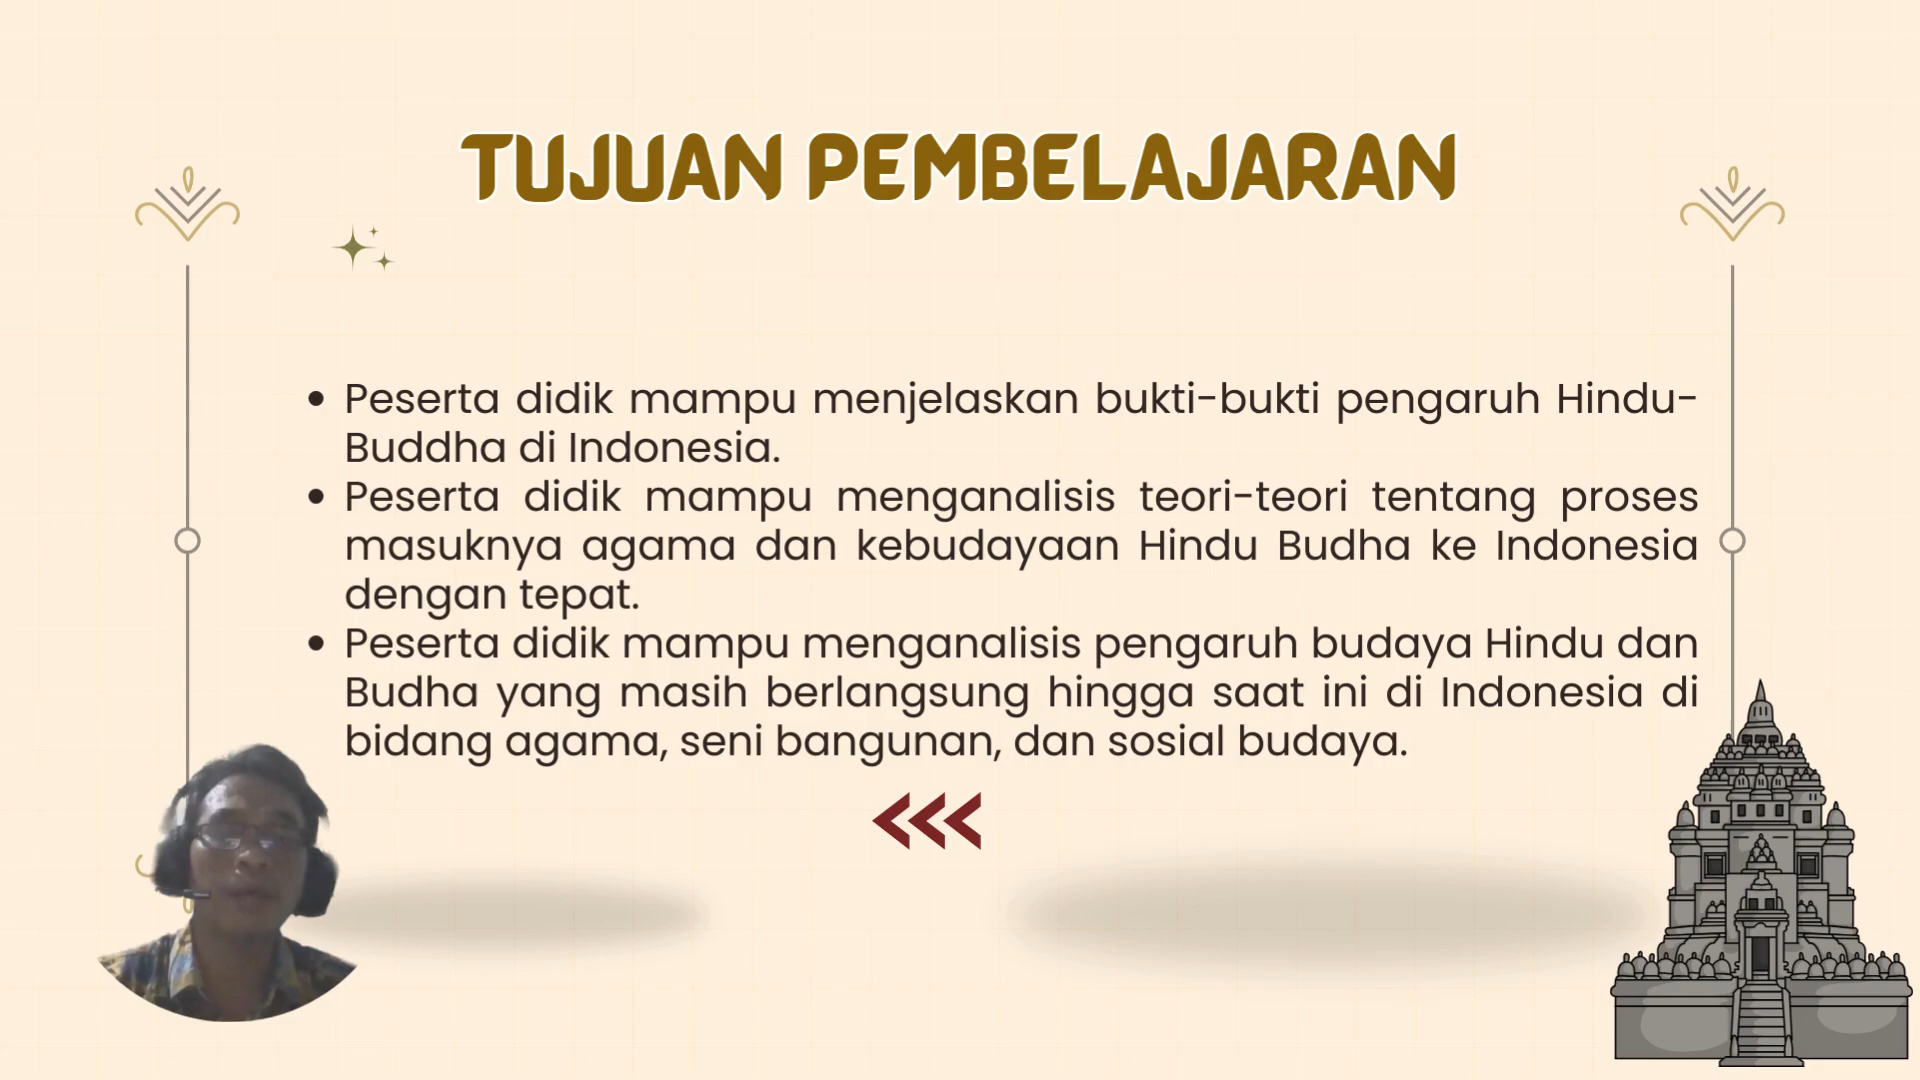 TUJUAN PEMBELAJARAN
• Peserta didik mampu menjelaskan bukti-bukti pengaruh Hindu-
Buddha di Indonesia.
• Peserta didik mampu menganalisis teori-teori tentang proses
masuknya agama dan kebudayaan Hindu Budha ke Indonesia
dengan tepat.
• Peserta didik mampu menganalisis pengaruh budaya Hindu dan
Budha yang masih berlangsung hingga saat ini di Indonesia di
bidang agama, seni bangunan, dan sosial budaya.